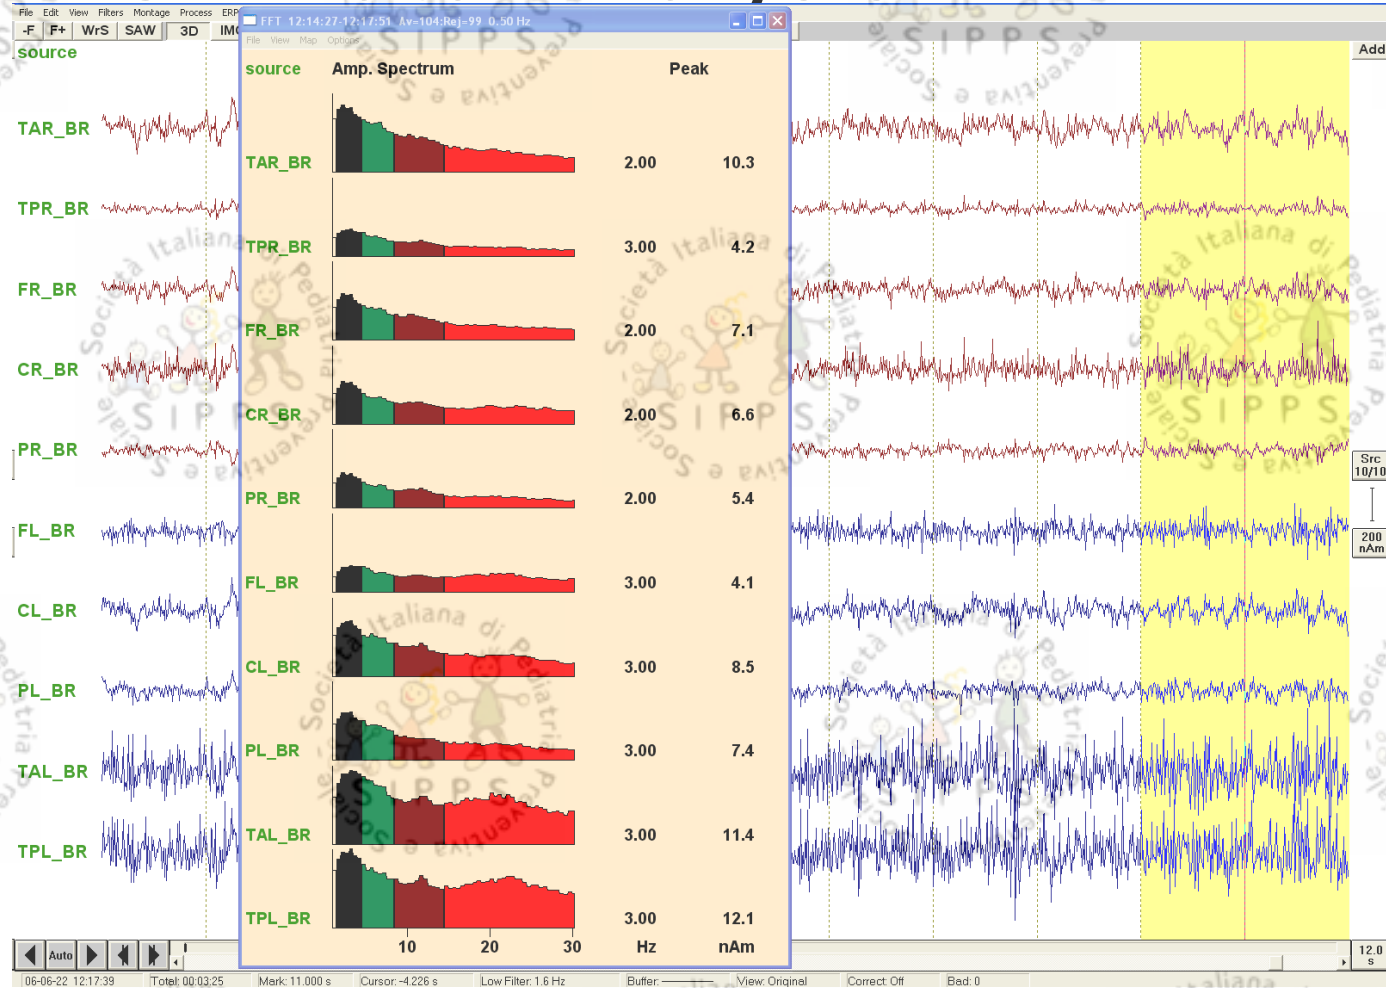 File Edit View Filters Montage Process ERP
-F F+ WrS SAW 3D
FFT 12:14:27-12:17:51 Av=104:Rej=99 0.50 Hz
File View Map Options
Add
source
source Amp. Spectrum Peak
TAR_BR
TAR_BR 2.00 10.3
TPR_BR
TPR_BR 3.00 4.2
FR_BR
FR_BR 2.00 7.1
CR_BR
CR_BR 2.00 6.6
PR_BR
PR_BR 2.00 5.4
Src
10/10
FL_BR
200
nAm
FL_BR 3.00 4.1
CL_BR
CL_BR 3.00 8.5
PL_BR
PL_BR 3.00 7.4
TAL_BR
TAL_BR 3.00 11.4
TPL_BR
TPL_BR 3.00 12.1
10 20 30 Hz nAm
Auto
12.0
s
06-06-22 12:17:39 Total: 00:03:25 Mark: 11.000 s Cursor: -4.226 s Low Filter: 1.6 Hz Buffer: View: Original Correct: Off Bad: 0
Società Italiana di Pediatria Preventiva e Sociale
SIPPS